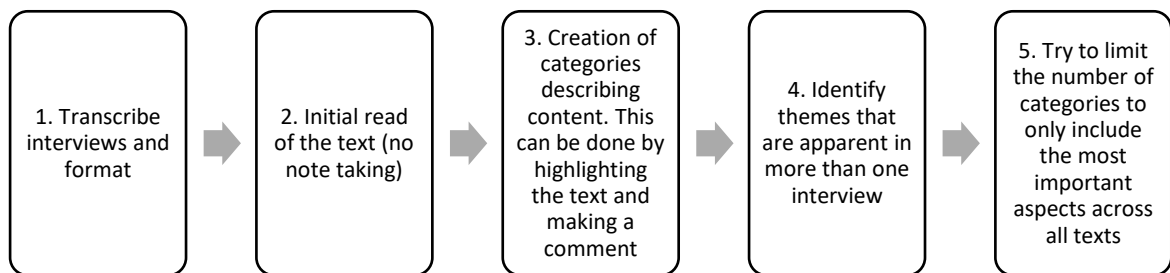 1. Transcribe
interviews and
format
2. Initial read
of the text (no
note taking)
3. Creation of
categories
describing
content. This
can be done by
highlighting
the text and
making a
comment
4. Identify
themes that
are apparent in
more than one
interview
5. Try to limit
the number of
categories to
only include
the most
important
aspects across
all texts